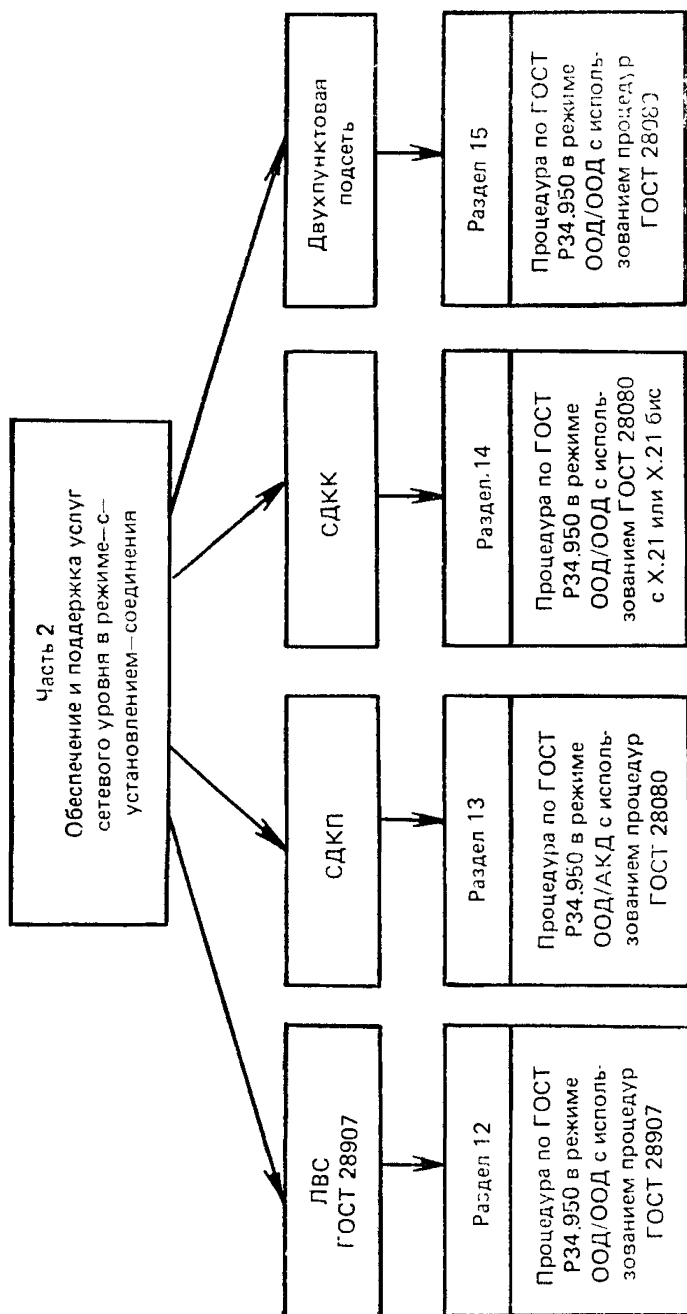 Часть 2
Обеспечение и поддержка услуг
сетевого уровня в режиме—с—
установлением—соединения
ЛВС
ГОСТ 28907
СДКП
СДКК
Двухпунктовая
подсеть
Раздел 12
Процедура по ГОСТ
Р34.950 в режиме
ООД/ООД с исполь-
зованием процедур
ГОСТ 28907
Раздел 13
Процедура по ГОСТ
Р34.950 в режиме
ООД/АКД с исполь-
зованием процедур
ГОСТ 28080
Раздел.14
Процедура по ГОСТ
Р34.950 в режиме
ООД/ООД с исполь-
зованием ГОСТ 28080
с X.21 или X.21 бис
Раздел 15
Процедура по ГОСТ
Р34.950 в режиме
ООД/ООД с исполь-
зованием процедур
ГОСТ 28080